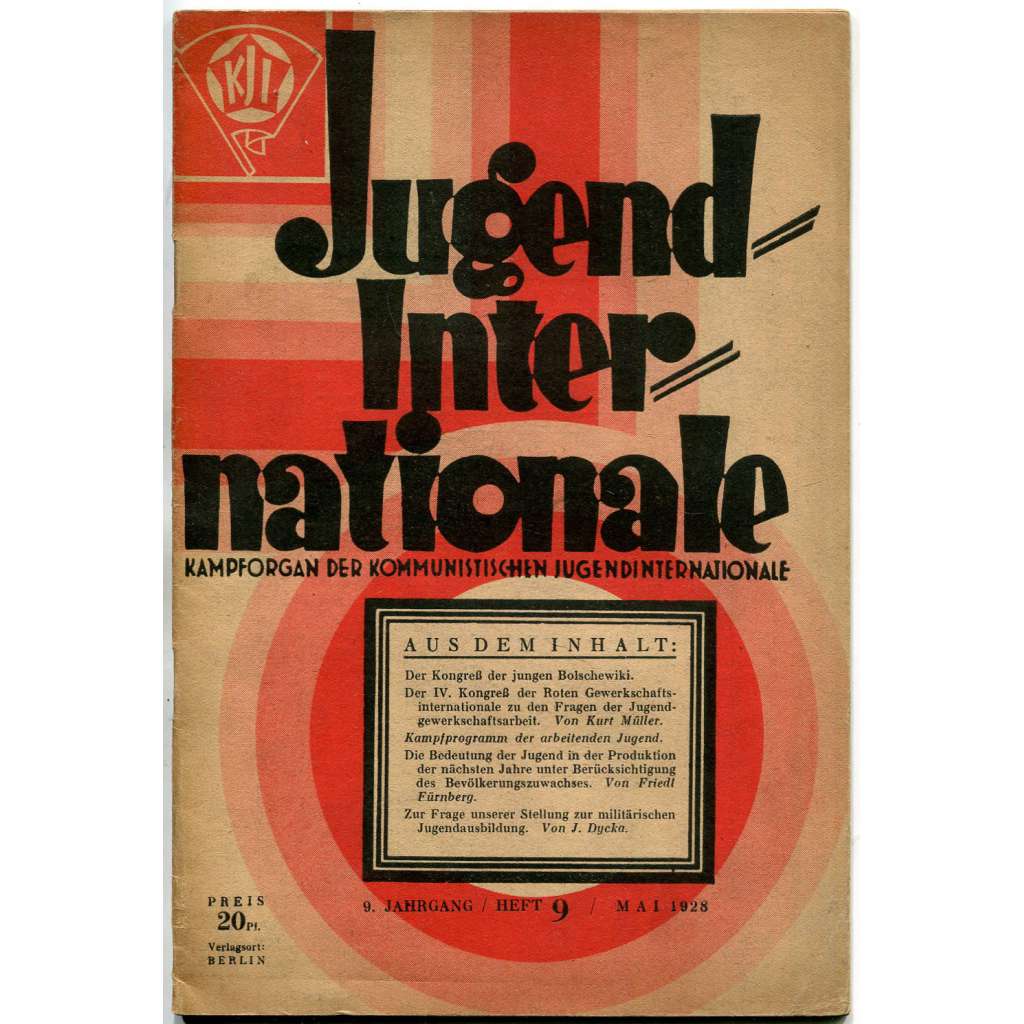 KJI
Jugend-
Inter-
nationale
KAMPFORGAN DER KOMMUNISTISCHEN JUGENDINTERNATIONALE
AUS DEM INHALT:
Der Kongreß der jungen Bolschewiki.
Der IV. Kongreß der Roten Gewerkschafts-
internationale zu den Fragen der Jugend-
gewerkschaftsarbeit. Von Kurt Müller.
Kampfprogramm der arbeitenden Jugend.
Die Bedeutung der Jugend in der Produktion
der nächsten Jahre unter Berücksichtigung
des Bevölkerungszuwachses. Von Friedl
Fürnberg.
Zur Frage unserer Stellung zur militärischen
Jugendausbildung. Von J. Dycka.
9. JAHRGANG / HEFT 9 / MAI 1928
PREIS
20 Pf.
Verlagsort:
BERLIN